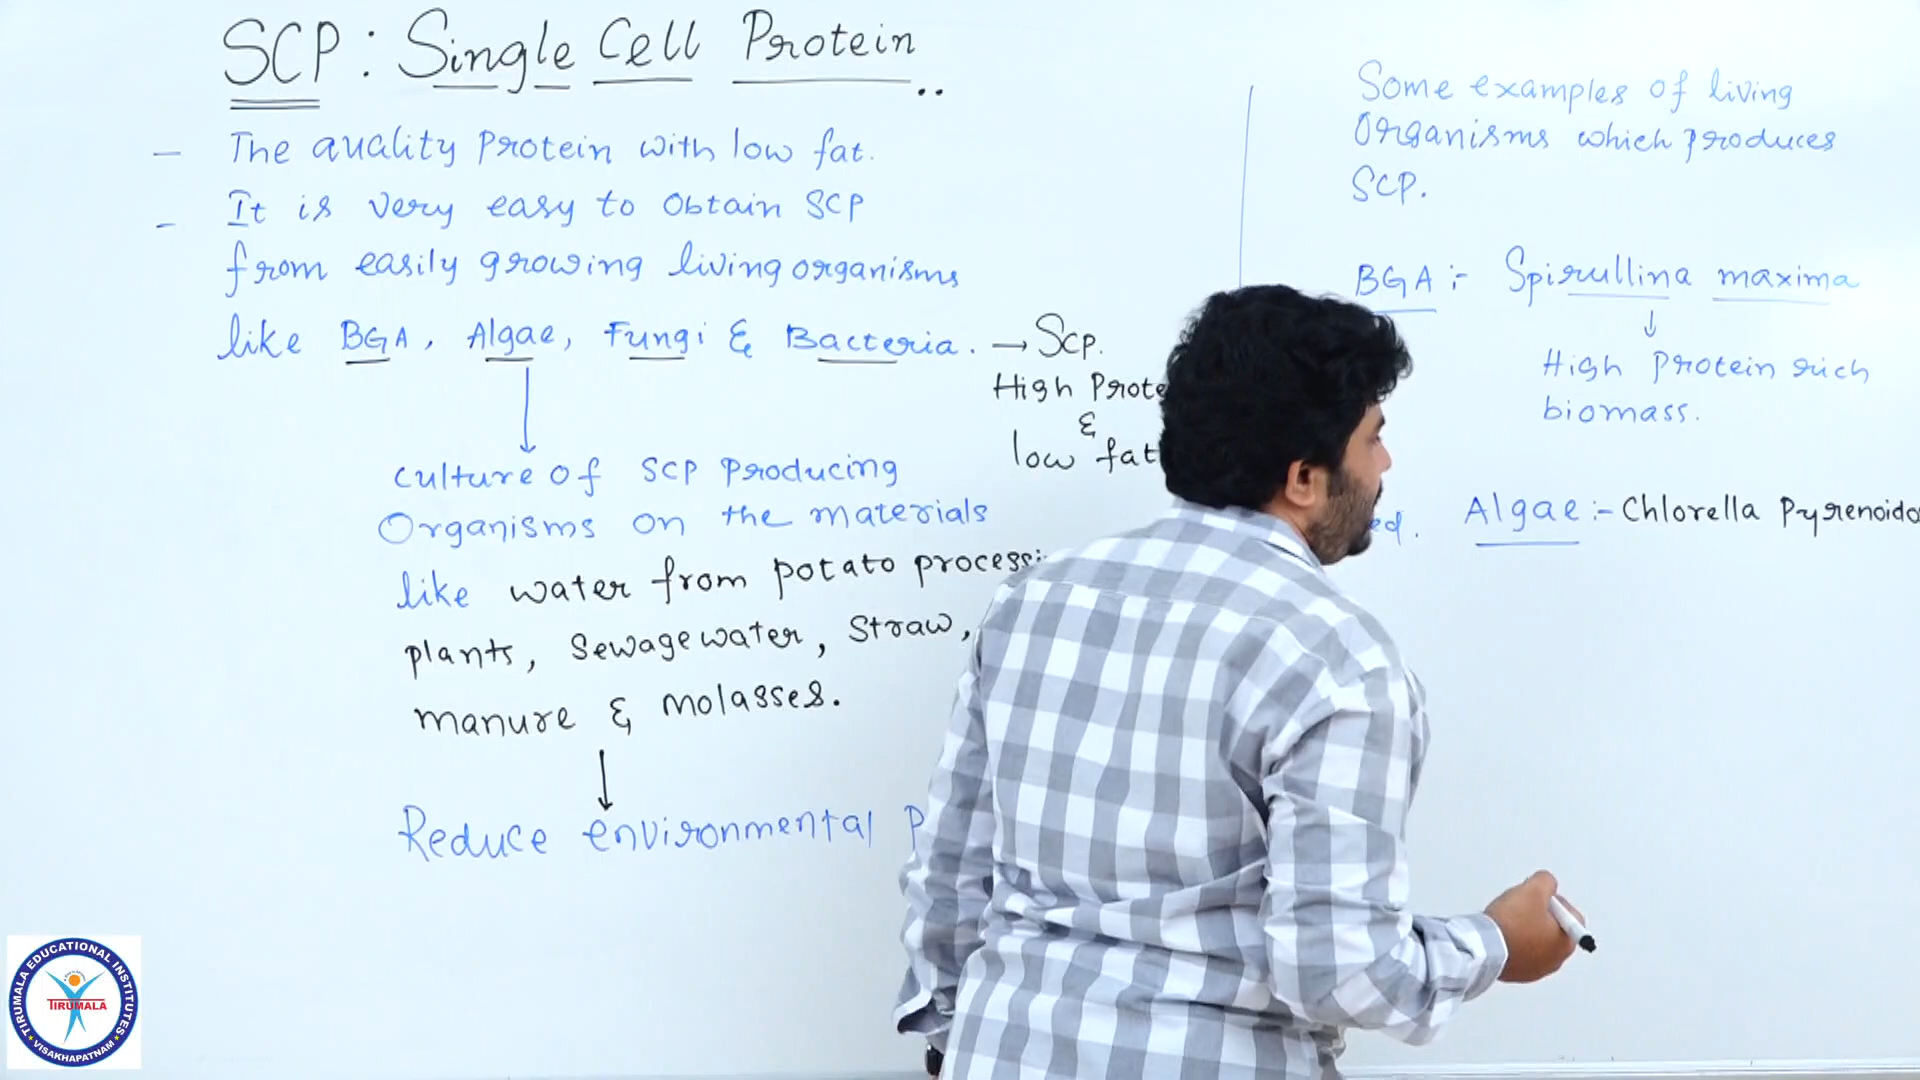 SCP: Single Cell Protein..
- The quality Protein with low fat.
- It is very easy to Obtain SCP
from easily growing living organisms
like BGA, Algae, Fungi & Bacteria. → SCP.
High Prote
&
low fat
culture of SCP Producing
Organisms on the materials
like water from potato processi
plants, Sewage water, Straw,
manure & molasses.
Reduce environmental P
ed.
Some examples of living
Organisms which produces
SCP.
BGA:- Spirullina maxima
High Protein rich
biomass.
Algae:- Chlorella Pyrenoido
TIRUMALA EDUCATIONAL INSTITUTES
TIRUMALA
VISAKHAPATNAM